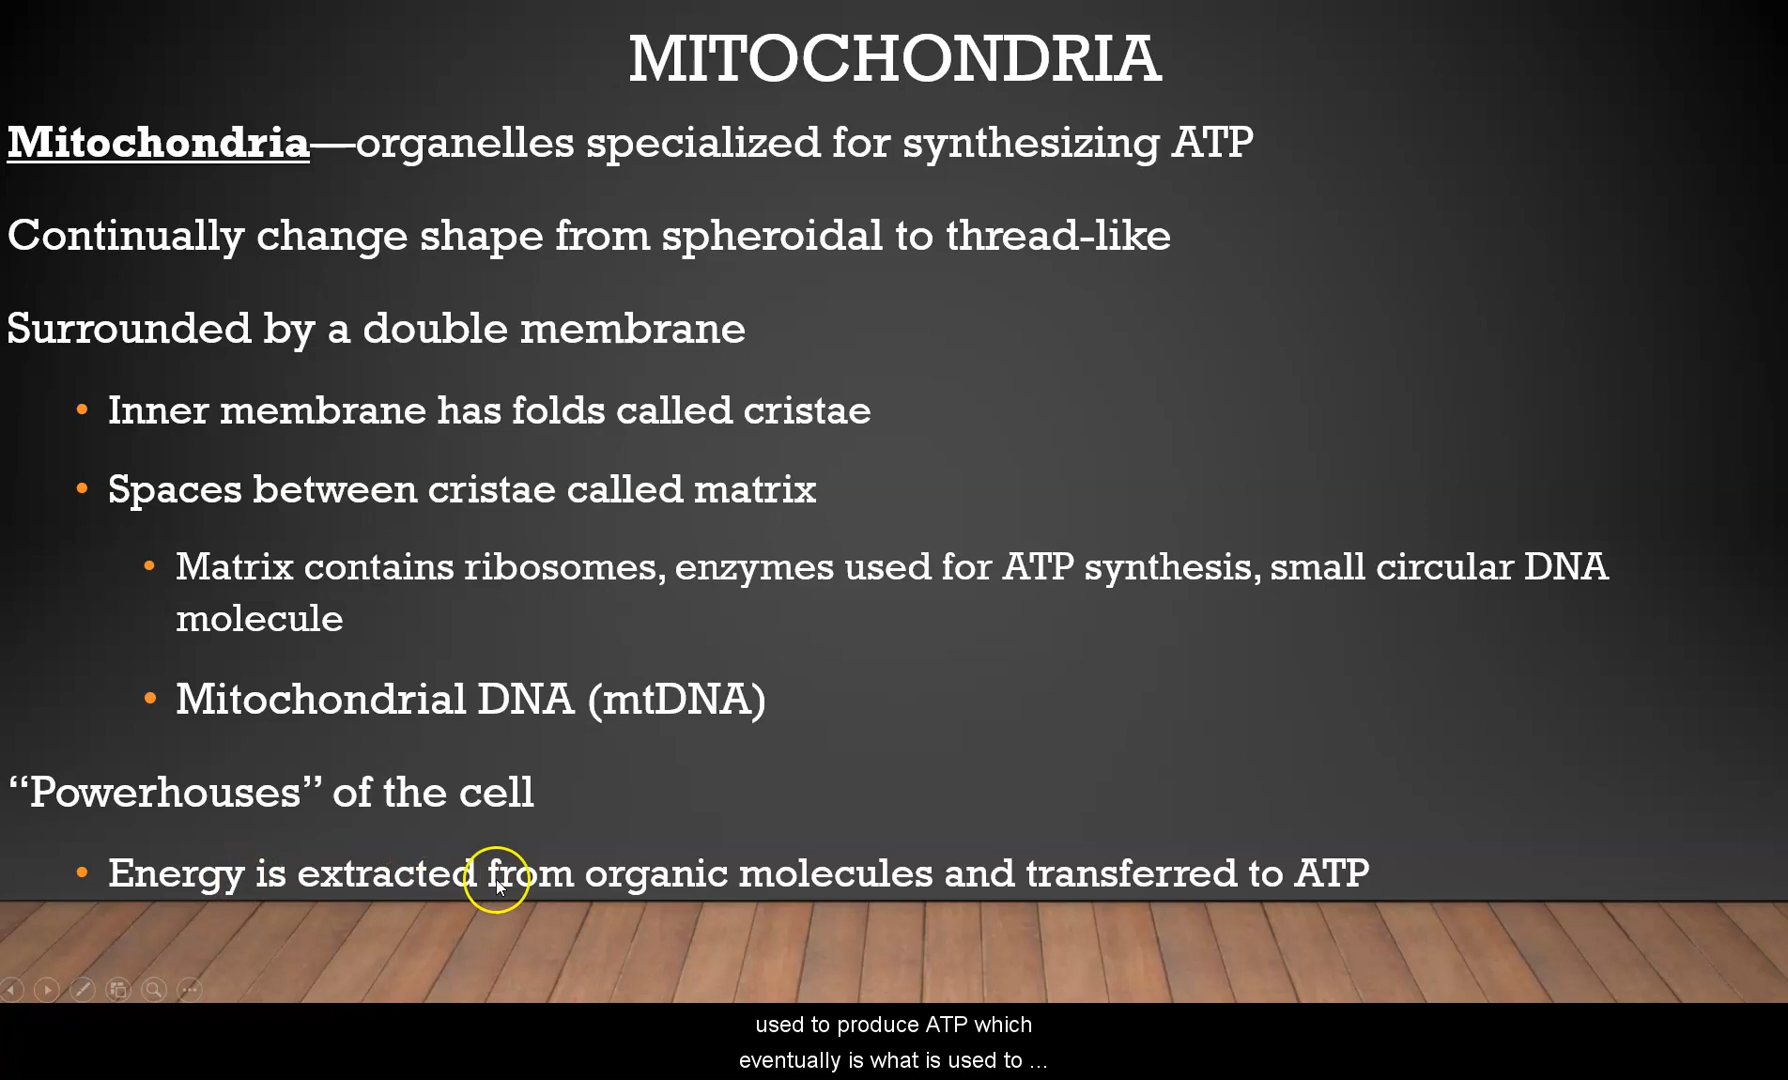 MITOCHONDRIA
Mitochondria—organelles specialized for synthesizing ATP
Continually change shape from spheroidal to thread-like
Surrounded by a double membrane
• Inner membrane has folds called cristae
• Spaces between cristae called matrix
• Matrix contains ribosomes, enzymes used for ATP synthesis, small circular DNA
molecule
• Mitochondrial DNA (mtDNA)
“Powerhouses” of the cell
• Energy is extracted from organic molecules and transferred to ATP
used to produce ATP which
eventually is what is used to ...